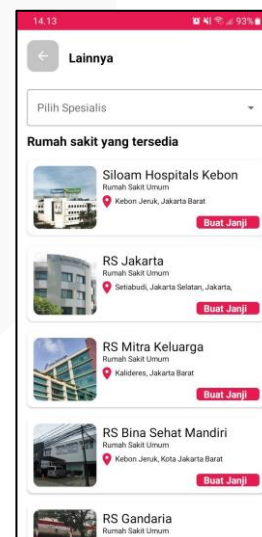 14.13
93%
Lainnya
Pilih Spesialis
Rumah sakit yang tersedia
Siloam Hospitals Kebon
Rumah Sakit Umum
Kebon Jeruk, Jakarta Barat
Buat Janji
RS Jakarta
Rumah Sakit Umum
Setiabudi, Jakarta Selatan, Jakarta,
Buat Janji
RS Mitra Keluarga
Rumah Sakit Umum
Kalideres, Jakarta Barat
Buat Janji
RS Bina Sehat Mandiri
Rumah Sakit Umum
Kebon Jeruk, Kota Jakarta Barat
Buat Janji
RS Gandaria
Rumah Sakit Umum